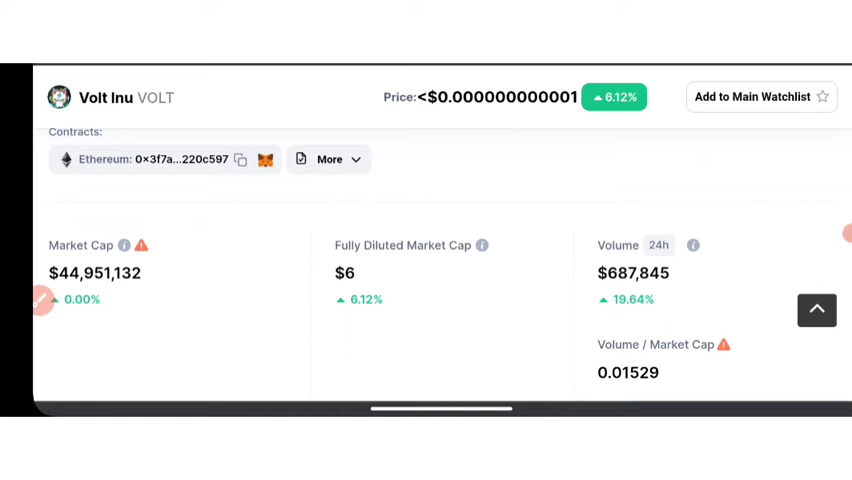 Volt Inu VOLT
Price:<$0.000000000001 6.12%
Add to Main Watchlist
Contracts:
Ethereum: 0x3f7a...220c597
More
Market Cap
$44,951,132
0.00%
Fully Diluted Market Cap
$6
6.12%
Volume 24h
$687,845
19.64%
Volume / Market Cap
0.01529